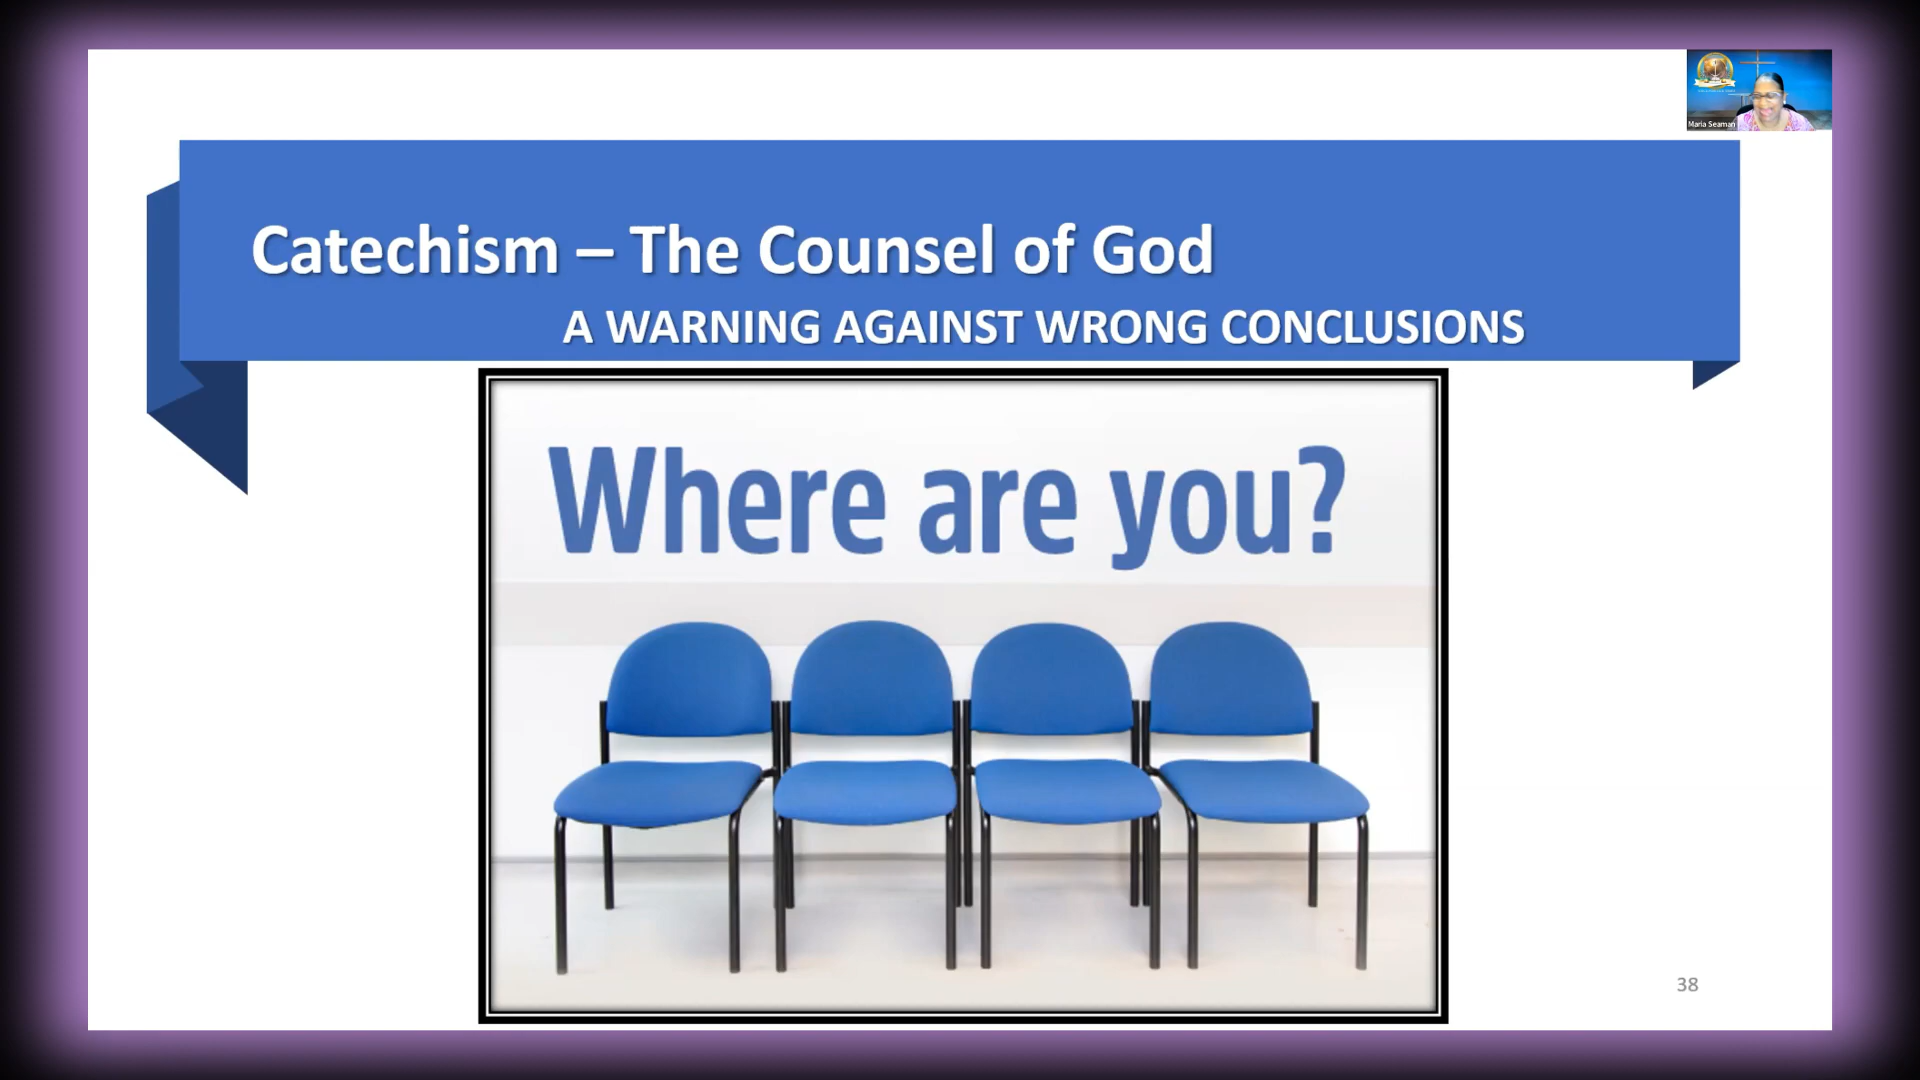 Maria Seaman
Catechism – The Counsel of God
A WARNING AGAINST WRONG CONCLUSIONS
Where are you?
38